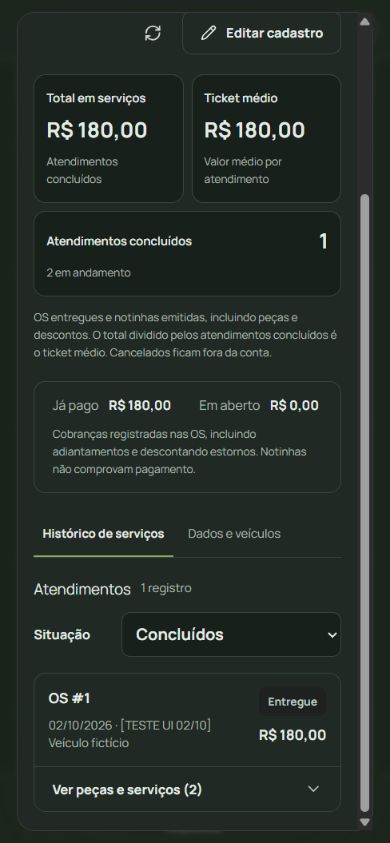 Editar cadastro
Total em serviços
R$ 180,00
Atendimentos
concluídos
Ticket médio
R$ 180,00
Valor médio por
atendimento
Atendimentos concluídos
1
2 em andamento
OS entregues e notinhas emitidas, incluindo peças e
descontos. O total dividido pelos atendimentos concluídos é
o ticket médio. Cancelados ficam fora da conta.
Já pago R$ 180,00 Em aberto R$ 0,00
Cobranças registradas nas OS, incluindo
adiantamentos e descontando estornos. Notinhas
não comprovam pagamento.
Histórico de serviços
Dados e veículos
Atendimentos 1 registro
Situação
Concluídos
OS #1
Entregue
02/10/2026 · [TESTE UI 02/10]
Veículo fictício
R$ 180,00
Ver peças e serviços (2)